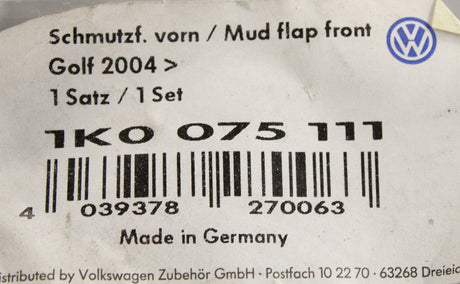 Schmutzf. vorn / Mud flap front
Golf 2004 >
1 Satz / 1 Set
1K0 075 111
4 039378 270063
Made in Germany
istributed by Volkswagen Zubehör GmbH · Postfach 10 22 70 · 63268 Dreieic